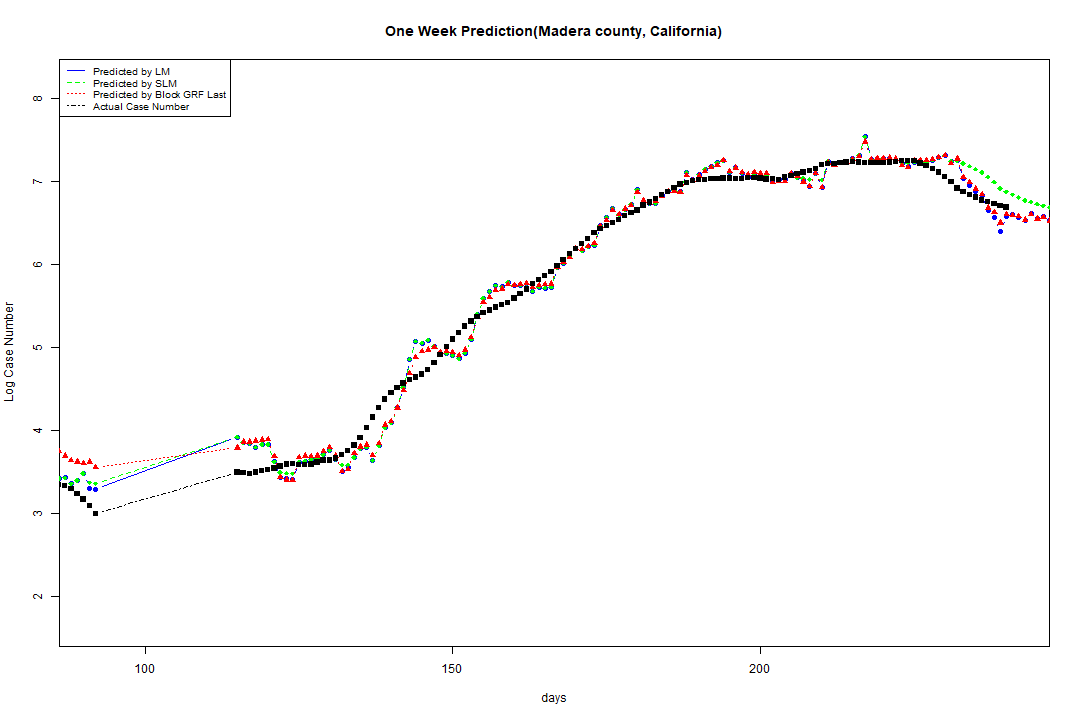 One Week Prediction(Madera county, California)
Predicted by LM
Predicted by SLM
Predicted by Block GRF Last
Actual Case Number
8
7
6
5
4
3
2
Log Case Number
100 150 200
days